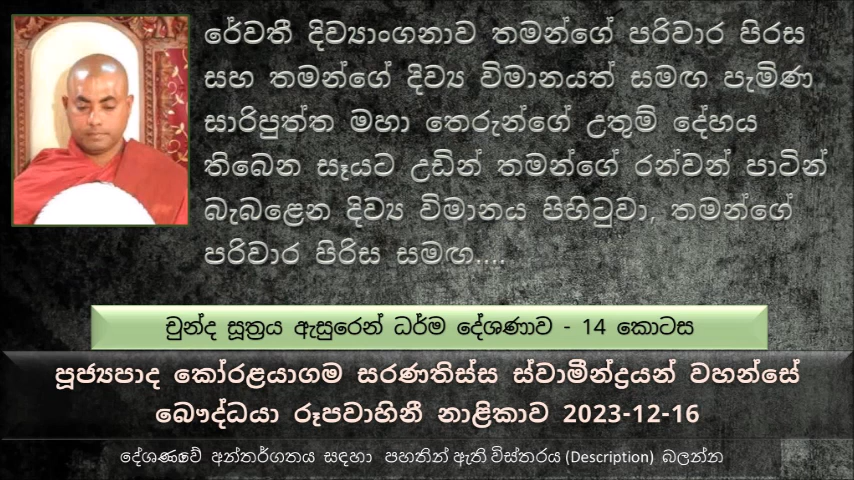 රේවතී දිව්‍යාංගනාව තමන්ගේ පරිවාර පිරස
සහ තමන්ගේ දිව්‍ය විමානයත් සමඟ පැමිණ
සාරිපුත්ත මහා තෙරුන්ගේ උතුම් දේහය
තිබෙන සෑයට උඩින් තමන්ගේ රන්වන් පාටින්
බැබළෙන දිව්‍ය විමානය පිහිටුවා, තමන්ගේ
පරිවාර පිරිස සමඟ....
චුන්ද සූත්‍රය ඇසුරෙන් ධර්ම දේශණාව - 14 කොටස
පූජ්‍යපාද කෝරළයාගම සරණතිස්ස ස්වාමීන්ද්‍රයන් වහන්සේ
බෞද්ධයා රූපවාහිනී නාළිකාව 2023-12-16
දේශණාවේ අන්තර්ගතය සඳහා පහතින් ඇති විස්තරය (Description) බලන්න